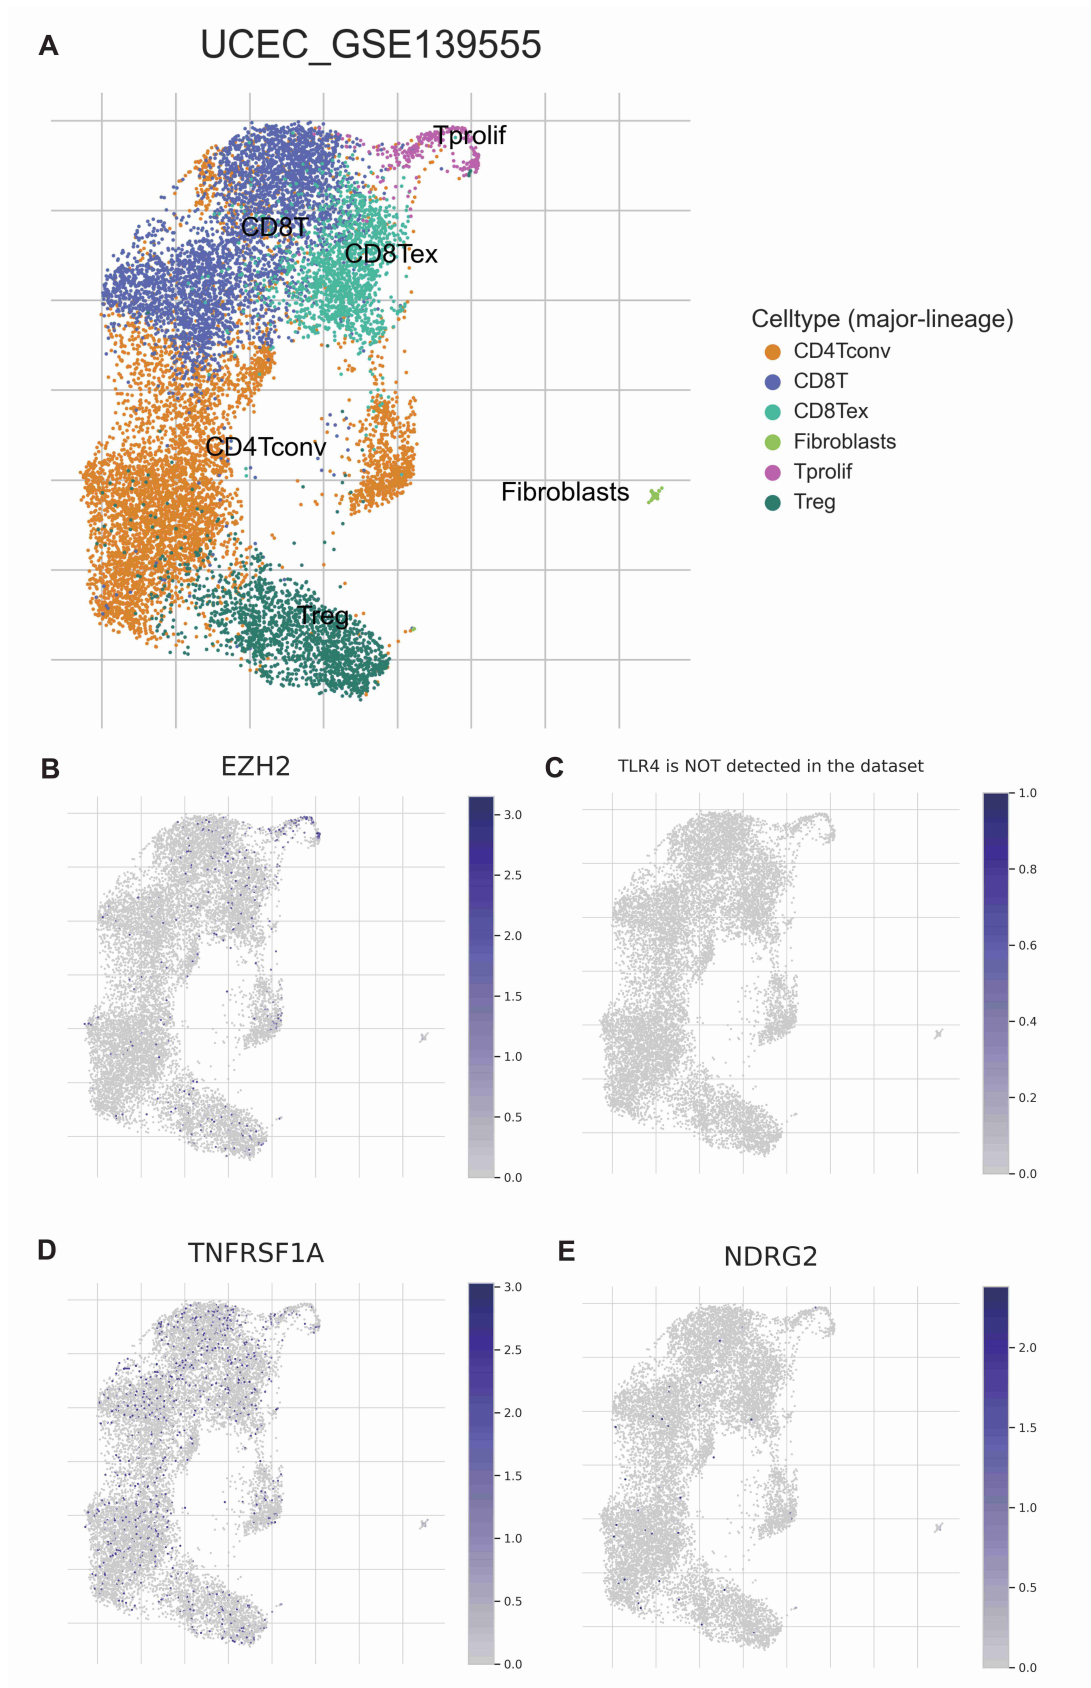 A
UCEC_GSE139555
Tprolif
CD8T
CD8Tex
CD4Tconv
Fibroblasts
Treg
Celltype (major-lineage)
CD4Tconv
CD8T
CD8Tex
Fibroblasts
Tprolif
Treg
B
EZH2
3.0
2.5
2.0
1.5
1.0
0.5
0.0
C
TLR4 is NOT detected in the dataset
1.0
0.8
0.6
0.4
0.2
0.0
D
TNFRSF1A
3.0
2.5
2.0
1.5
1.0
0.5
0.0
E
NDRG2
2.0
1.5
1.0
0.5
0.0